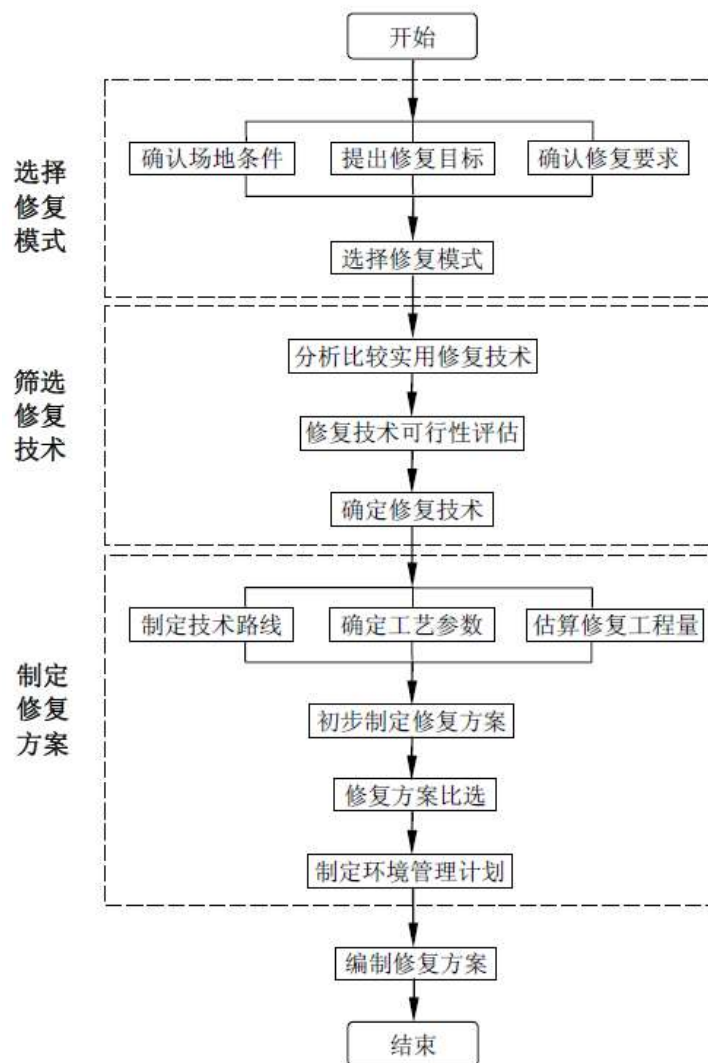 开始
选择
修复
模式
确认场地条件
提出修复目标
确认修复要求
选择修复模式
筛选
修复
技术
分析比较实用修复技术
修复技术可行性评估
确定修复技术
制定
修复
方案
制定技术路线
确定工艺参数
估算修复工程量
初步制定修复方案
修复方案比选
制定环境管理计划
编制修复方案
结束